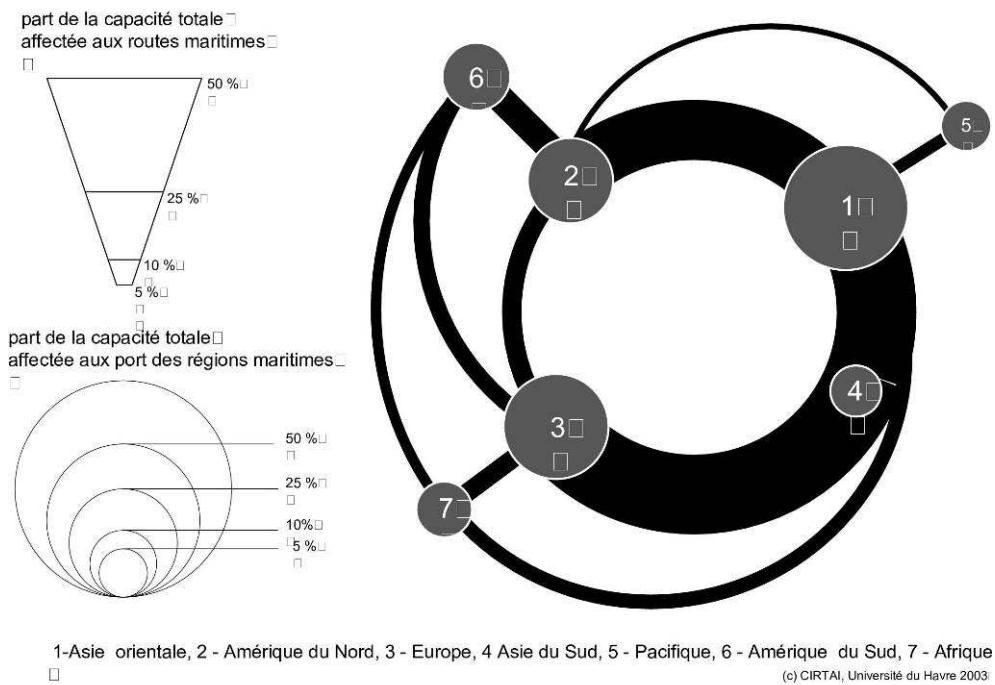 part de la capacité totale
affectée aux routes maritimes
50 %
25 %
10 %
5 %
part de la capacité totale
affectée aux port des régions maritimes
50 %
25 %
10%
5 %
6
5
2
1
4
3
7
1-Asie orientale, 2 - Amérique du Nord, 3 - Europe, 4 Asie du Sud, 5 - Pacifique, 6 - Amérique du Sud, 7 - Afrique
(c) CIRTAI, Université du Havre 2003